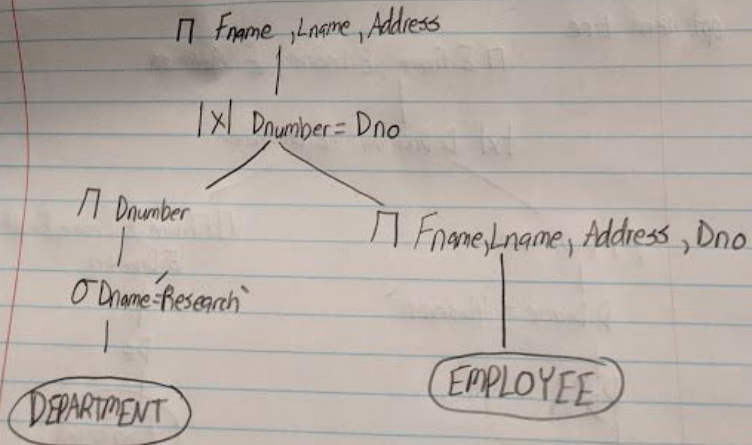 Π Fname, Lname, Address
|X| Dnumber = Dno
Π Dnumber
Π Fname, Lname, Address, Dno
σ Dname='Research'
EMPLOYEE
DEPARTMENT